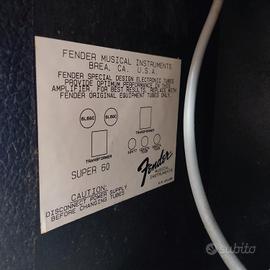 FENDER MUSICAL INSTRUMENTS
BREA, CA. U.S.A.
FENDER SPECIAL DESIGN ELECTRONIC TUBES
PROVIDE OPTIMUM PERFORMANCE IN THIS
AMPLIFIER. FOR BEST RESULTS, REPLACE WITH
FENDER ORIGINAL EQUIPMENT TUBES ONLY.
6L6GC 6L6GC
TRANSFORMER
TRANSFORMER
SUPER 60
Fender
MUSICAL
INSTRUMENTS
CAUTION:
DISCONNECT POWER SUPPLY
BEFORE CHANGING TUBES
subito